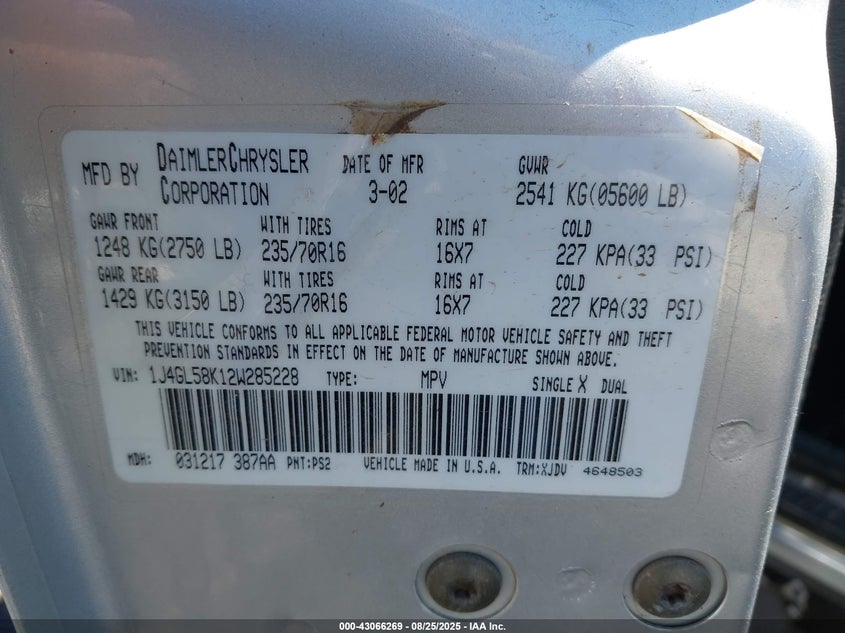 MFD BY DAIMLERCHRYSLER CORPORATION DATE OF MFR 3-02 GVWR 2541 KG(05600 LB)
GAWR FRONT WITH TIRES RIMS AT COLD
1248 KG(2750 LB) 235/70R16 16X7 227 KPA(33 PSI)
GAWR REAR WITH TIRES RIMS AT COLD
1429 KG(3150 LB) 235/70R16 16X7 227 KPA(33 PSI)
THIS VEHICLE CONFORMS TO ALL APPLICABLE FEDERAL MOTOR VEHICLE SAFETY AND THEFT
PREVENTION STANDARDS IN EFFECT ON THE DATE OF MANUFACTURE SHOWN ABOVE.
VIN: 1J4GL58K12W285228 TYPE: MPV SINGLE X DUAL
MDH: 031217 387AA PNT:PS2 VEHICLE MADE IN U.S.A. TRM:XJDV 4648503
000-43066269 - 08/25/2025 - IAA Inc.